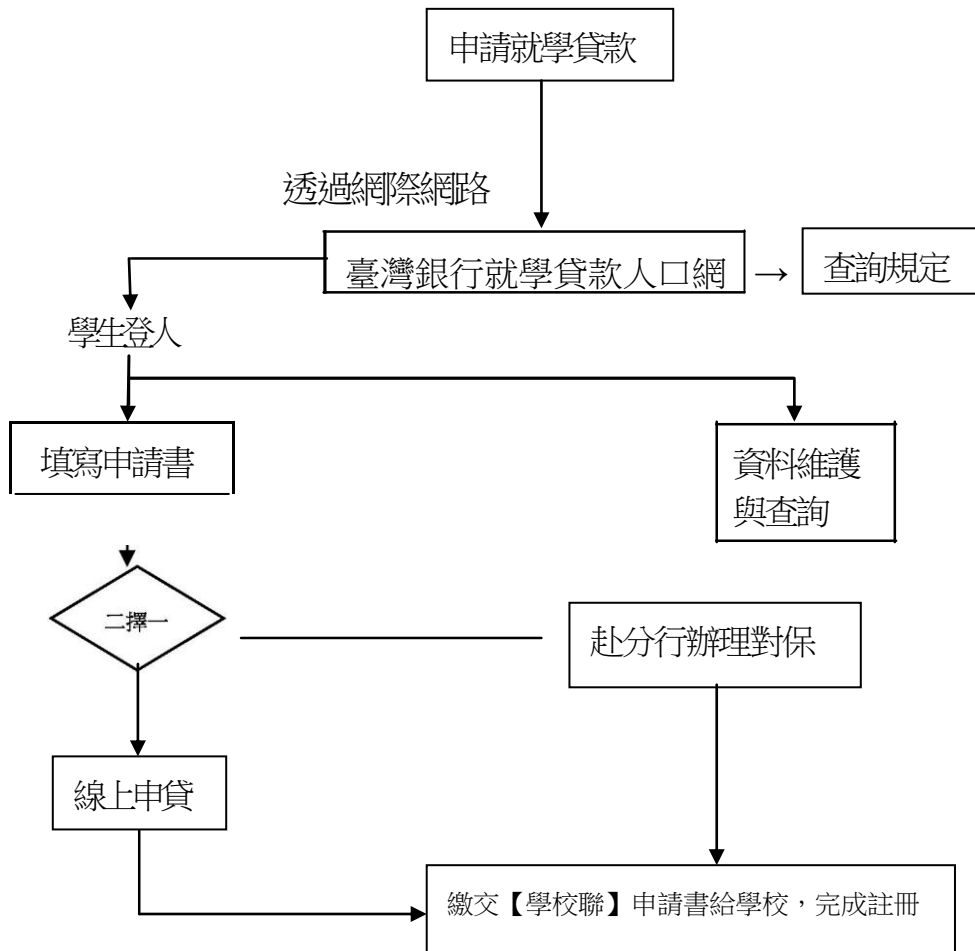 申請就學貸款
透過網際網路
臺灣銀行就學貸款人口網 → 查詢規定
學生登人
填寫申請書
資料維護
與查詢
二擇一
赴分行辦理對保
線上申貸
繳交【學校聯】申請書給學校，完成註冊